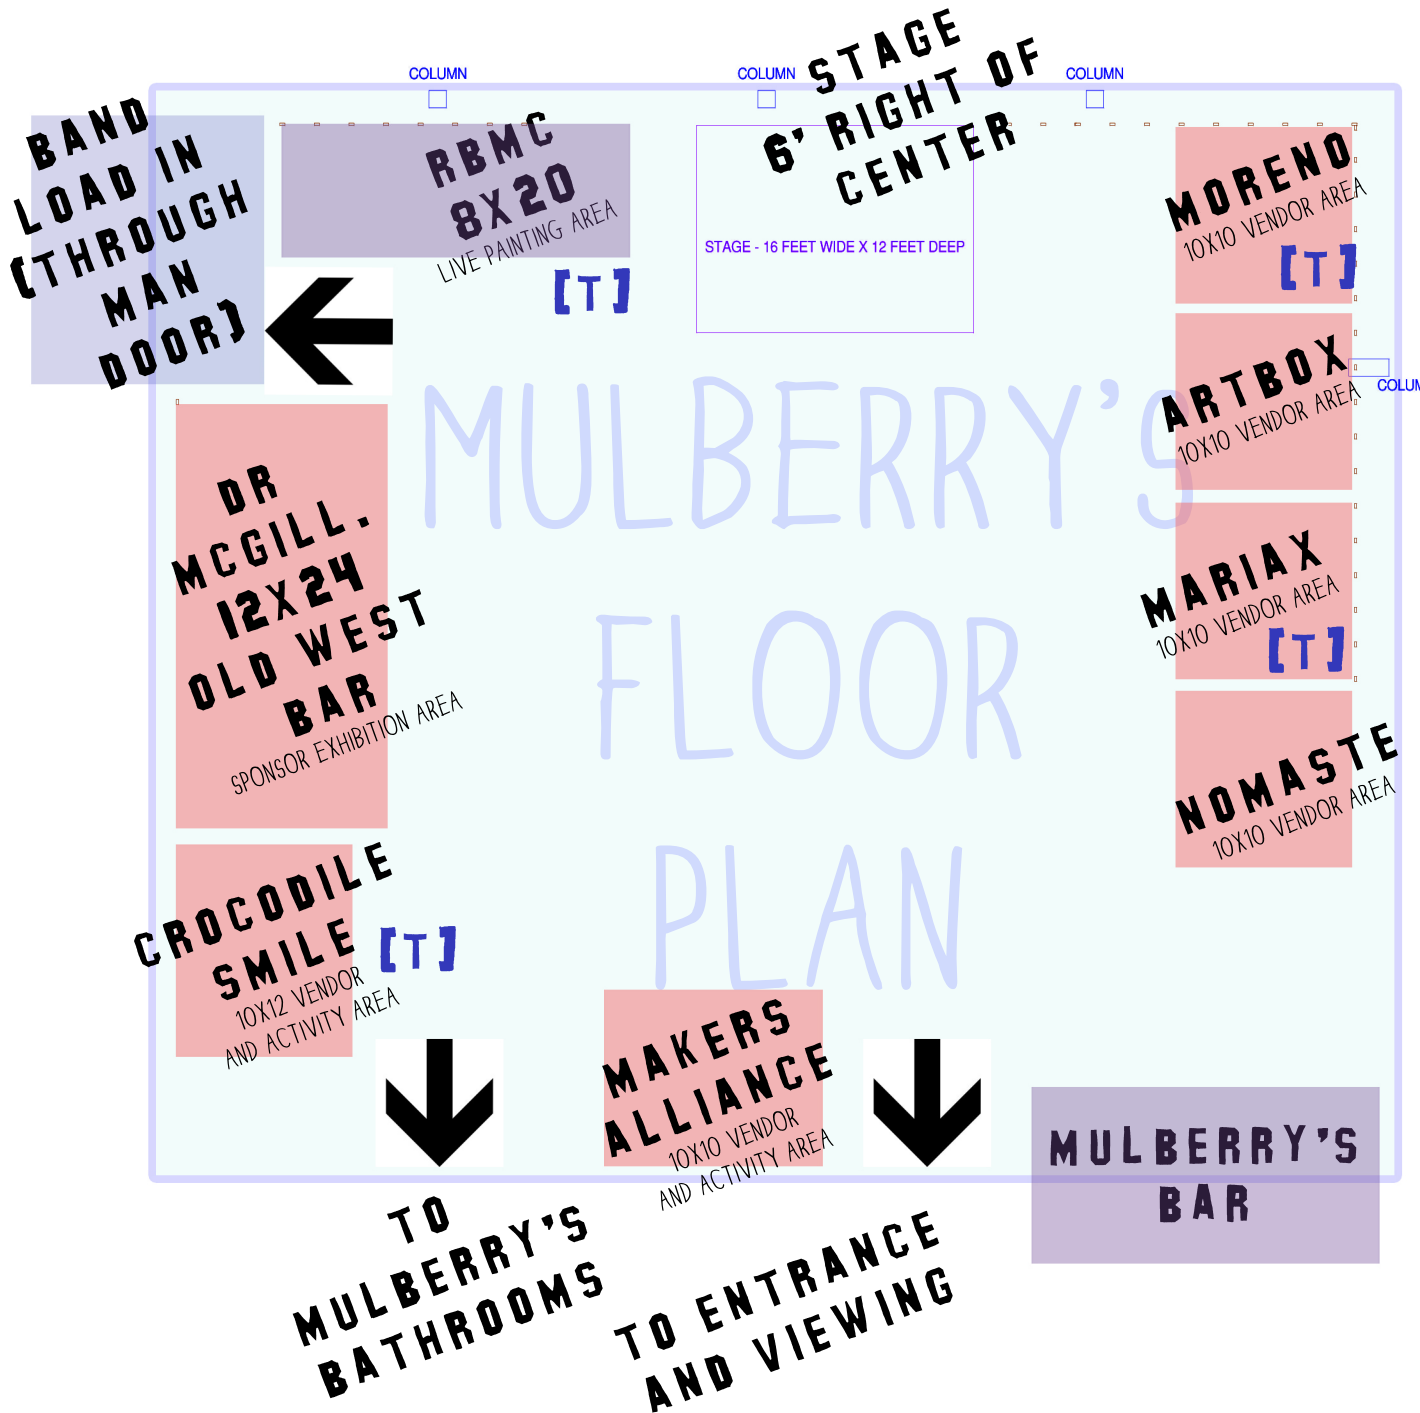 COLUMN
COLUMN
COLUMN
STAGE
6' RIGHT OF
CENTER
BAND
LOAD IN
(THROUGH
MAN
DOOR)
RBMC
8X20
LIVE PAINTING AREA
[T]
STAGE - 16 FEET WIDE X 12 FEET DEEP
MORENO
10X10 VENDOR AREA
[T]
COLUM
ARTBOX
10X10 VENDOR AREA
MULBERRY'S
FLOOR
PLAN
DR
MCGILL.
12X24
OLD WEST
BAR
SPONSOR EXHIBITION AREA
MARIAX
10X10 VENDOR AREA
[T]
NOMASTE
10X10 VENDOR AREA
CROCODILE
SMILE
10X12 VENDOR
AND ACTIVITY AREA
[T]
MAKERS
ALLIANCE
10X10 VENDOR
AND ACTIVITY AREA
MULBERRY'S
BAR
TO
MULBERRY'S
BATHROOMS
TO ENTRANCE
AND VIEWING